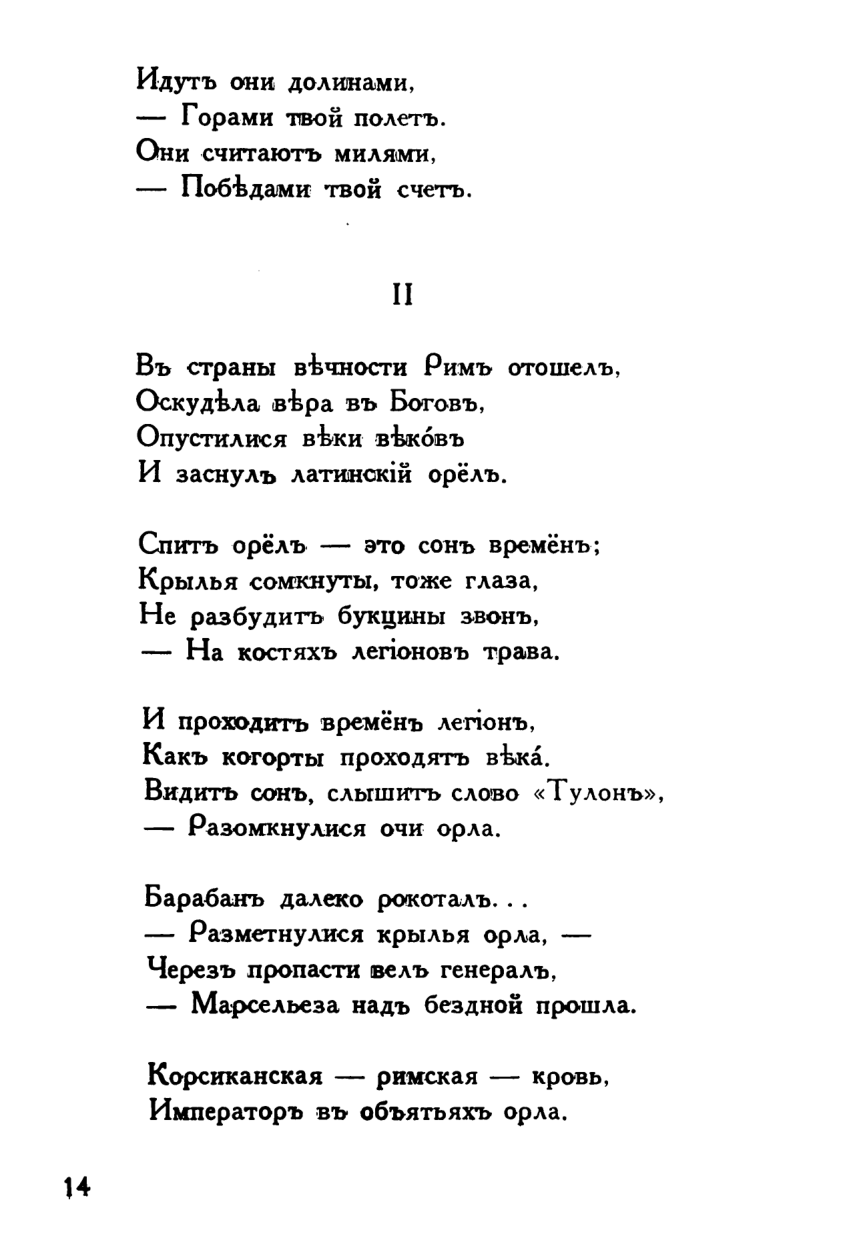 Идутъ они долинами,
— Горами твой полетъ.
Они считаютъ милями,
— Побѣдами твой счетъ.
II
Въ страны вѣчности Римъ отошелъ,
Оскудѣла вѣра въ Боговъ,
Опустилися вѣки вѣко́въ
И заснулъ латинскій орёлъ.
Спитъ орёлъ — это сонъ времёнъ;
Крылья сомкнуты, тоже глаза,
Не разбудитъ букцины звонъ,
— На костяхъ легіоновъ трава.
И проходитъ времёнъ легіонъ,
Какъ когорты проходятъ вѣка́.
Видитъ сонъ, слышитъ слово «Тулонъ»,
— Разомкнулися очи орла.
Барабанъ далеко рокоталъ. . .
— Разметнулися крылья орла, —
Черезъ пропасти велъ генералъ,
— Марсельеза надъ бездной прошла.
Корсиканская — римская — кровь,
Императоръ въ объятьяхъ орла.
14